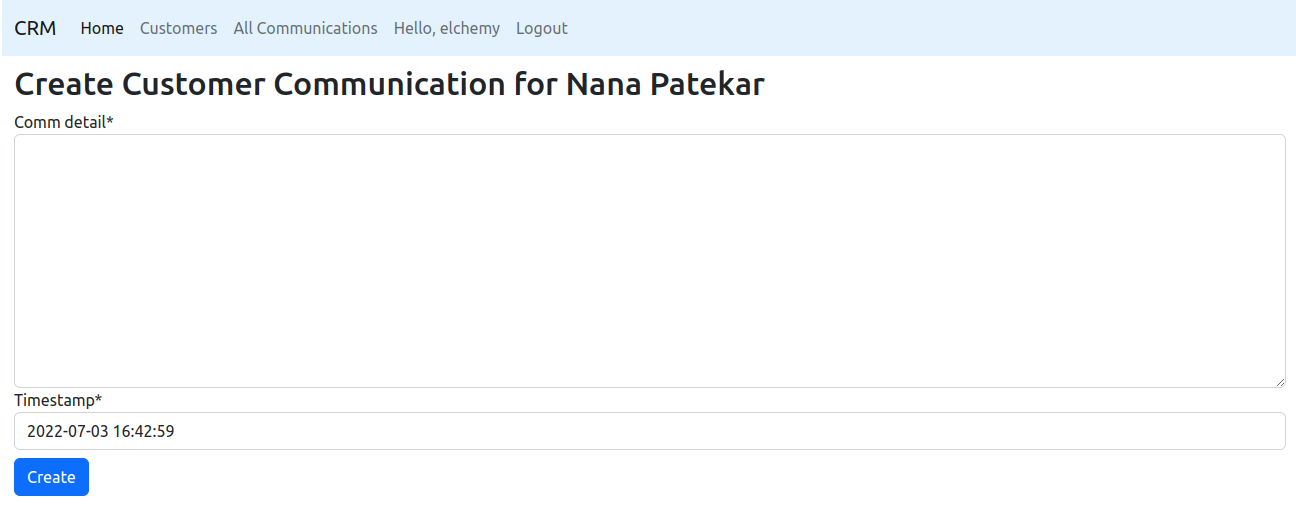 CRM Home Customers All Communications Hello, elchemy Logout
Create Customer Communication for Nana Patekar
Comm detail*
Timestamp*
2022-07-03 16:42:59
Create